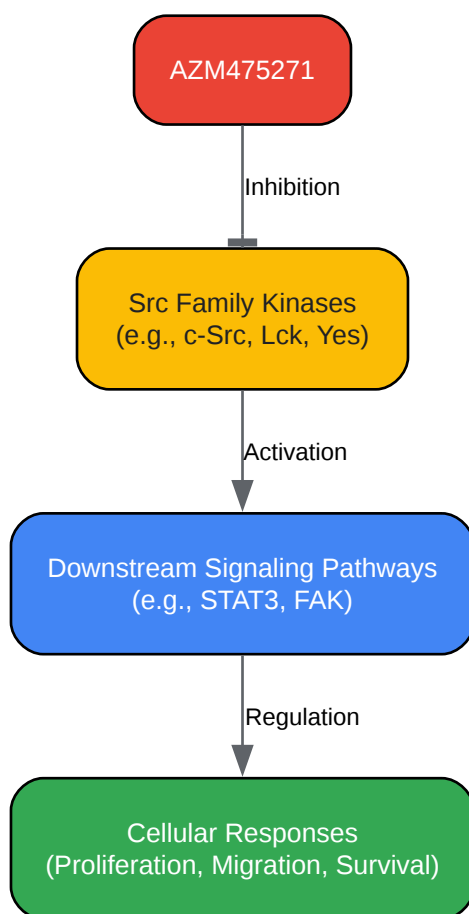 AZM475271
Inhibition
Src Family Kinases
(e.g., c-Src, Lck, Yes)
Activation
Downstream Signaling Pathways
(e.g., STAT3, FAK)
Regulation
Cellular Responses
(Proliferation, Migration, Survival)